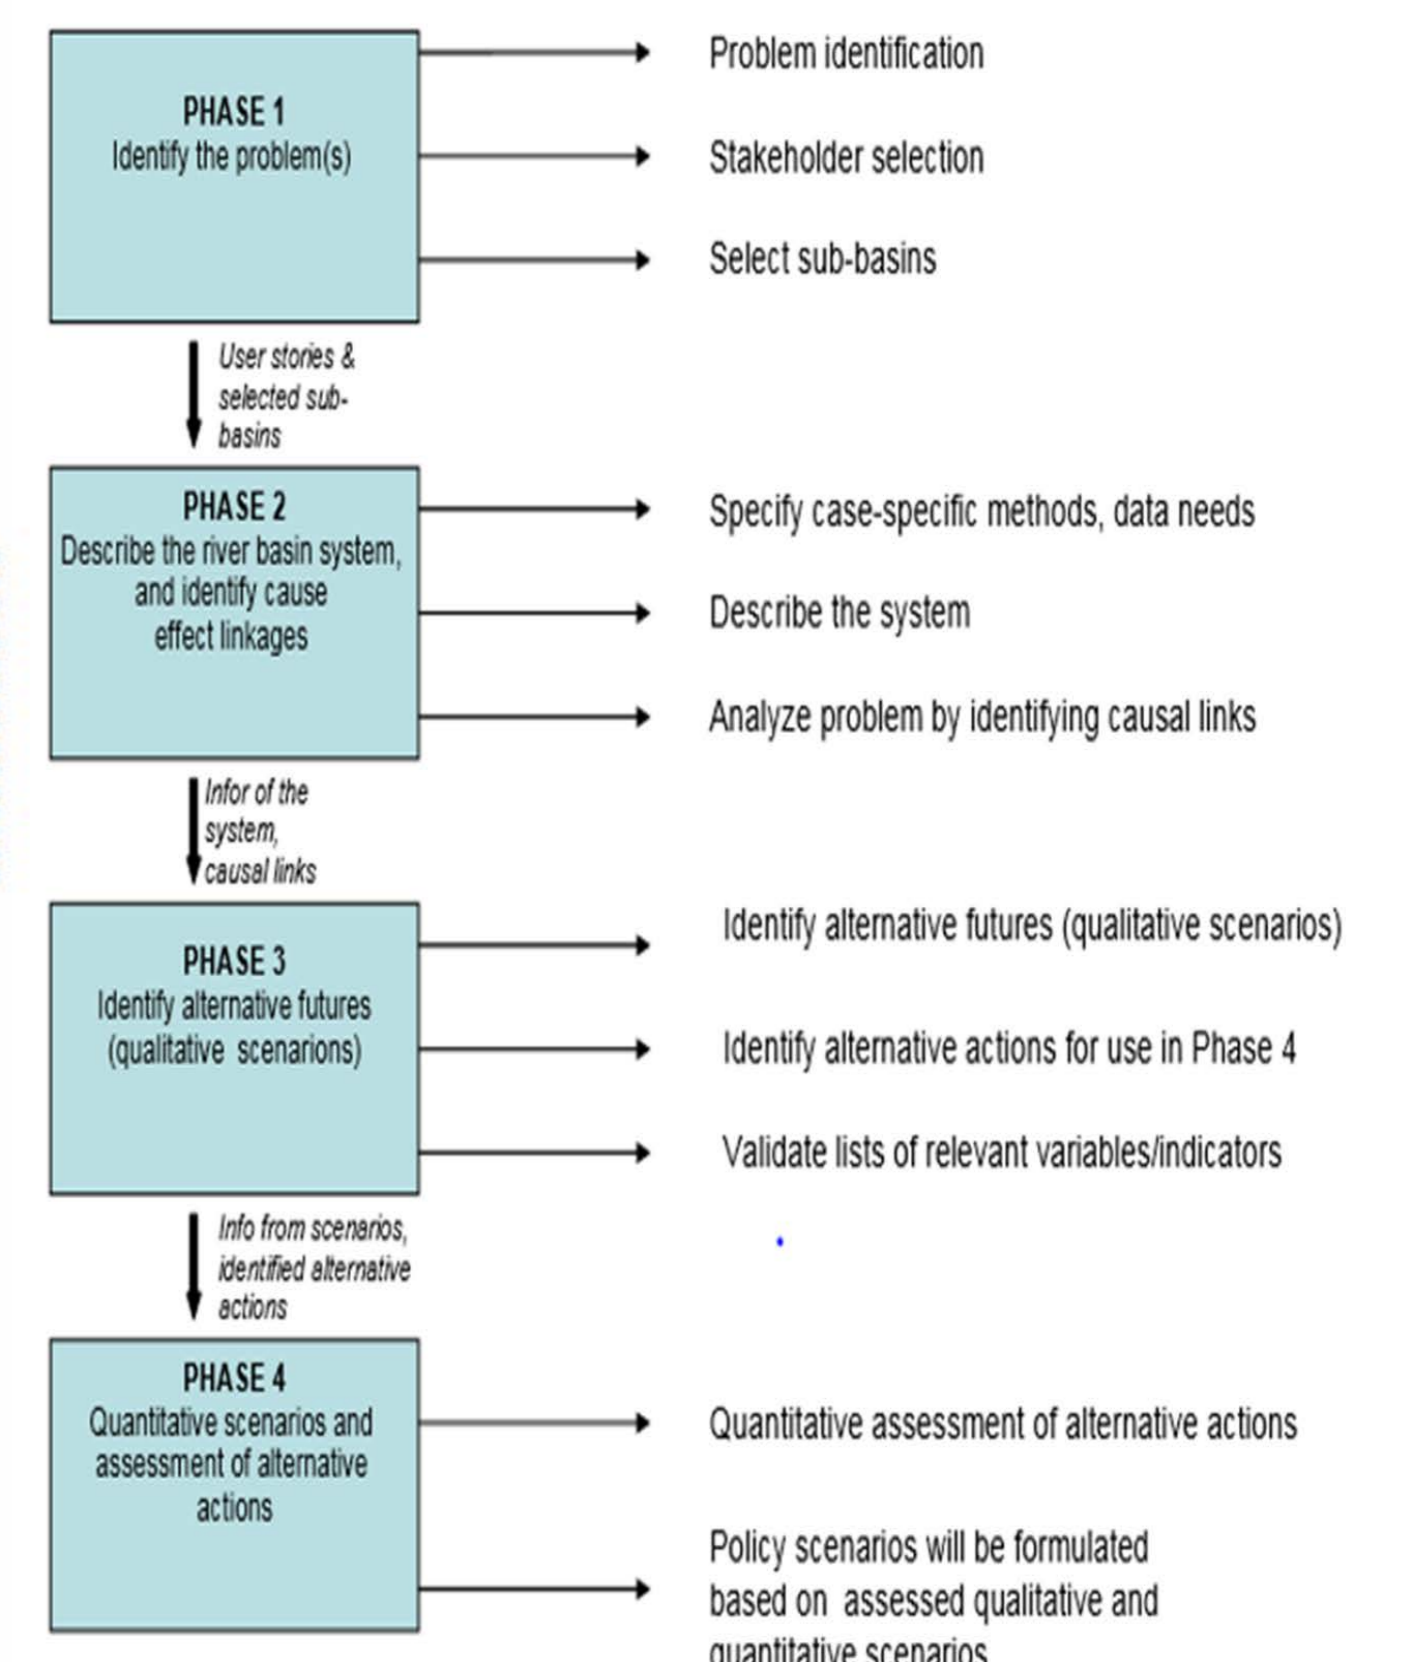 PHASE 1
Identify the problem(s)
Problem identification
Stakeholder selection
Select sub-basins
User stories &
selected sub-
basins
PHASE 2
Describe the river basin system,
and identify cause
effect linkages
Specify case-specific methods, data needs
Describe the system
Analyze problem by identifying causal links
Infor of the
system,
causal links
PHASE 3
Identify alternative futures
(qualitative scenarions)
Identify alternative futures (qualitative scenarios)
Identify alternative actions for use in Phase 4
Validate lists of relevant variables/indicators
Info from scenarios,
identified alternative
actions
PHASE 4
Quantitative scenarios and
assessment of alternative
actions
Quantitative assessment of alternative actions
Policy scenarios will be formulated
based on assessed qualitative and
quantitative scenarios